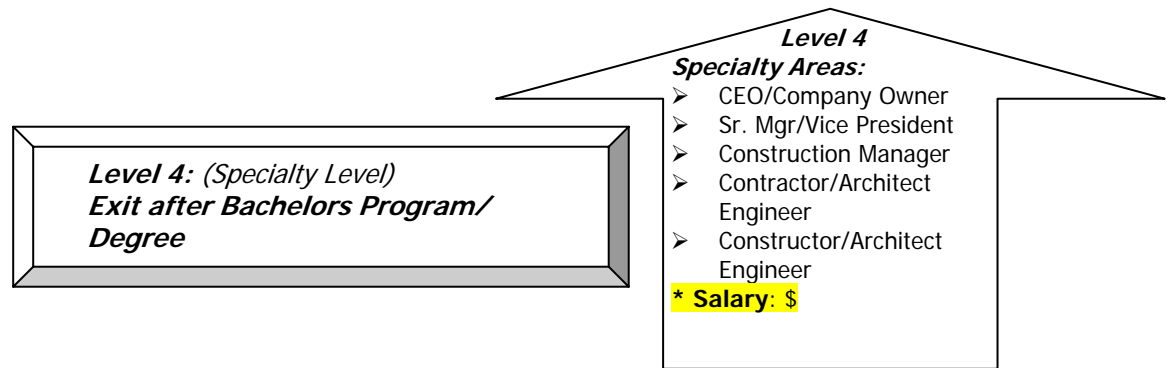 Level 4: (Specialty Level)
Exit after Bachelors Program/
Degree
Level 4
Specialty Areas:
➢ CEO/Company Owner
➢ Sr. Mgr/Vice President
➢ Construction Manager
➢ Contractor/Architect
Engineer
➢ Constructor/Architect
Engineer
* Salary: $